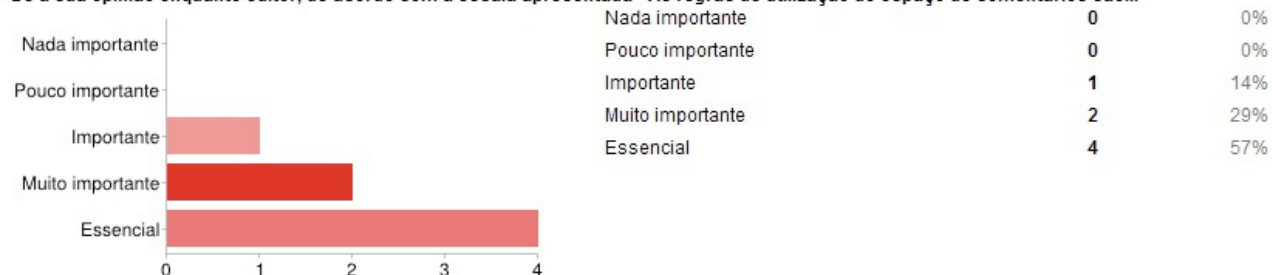 Nada importante 0 0%
Pouco importante 0 0%
Importante 1 14%
Muito importante 2 29%
Essencial 4 57%
Nada importante
Pouco importante
Importante
Muito importante
Essencial
0 1 2 3 4